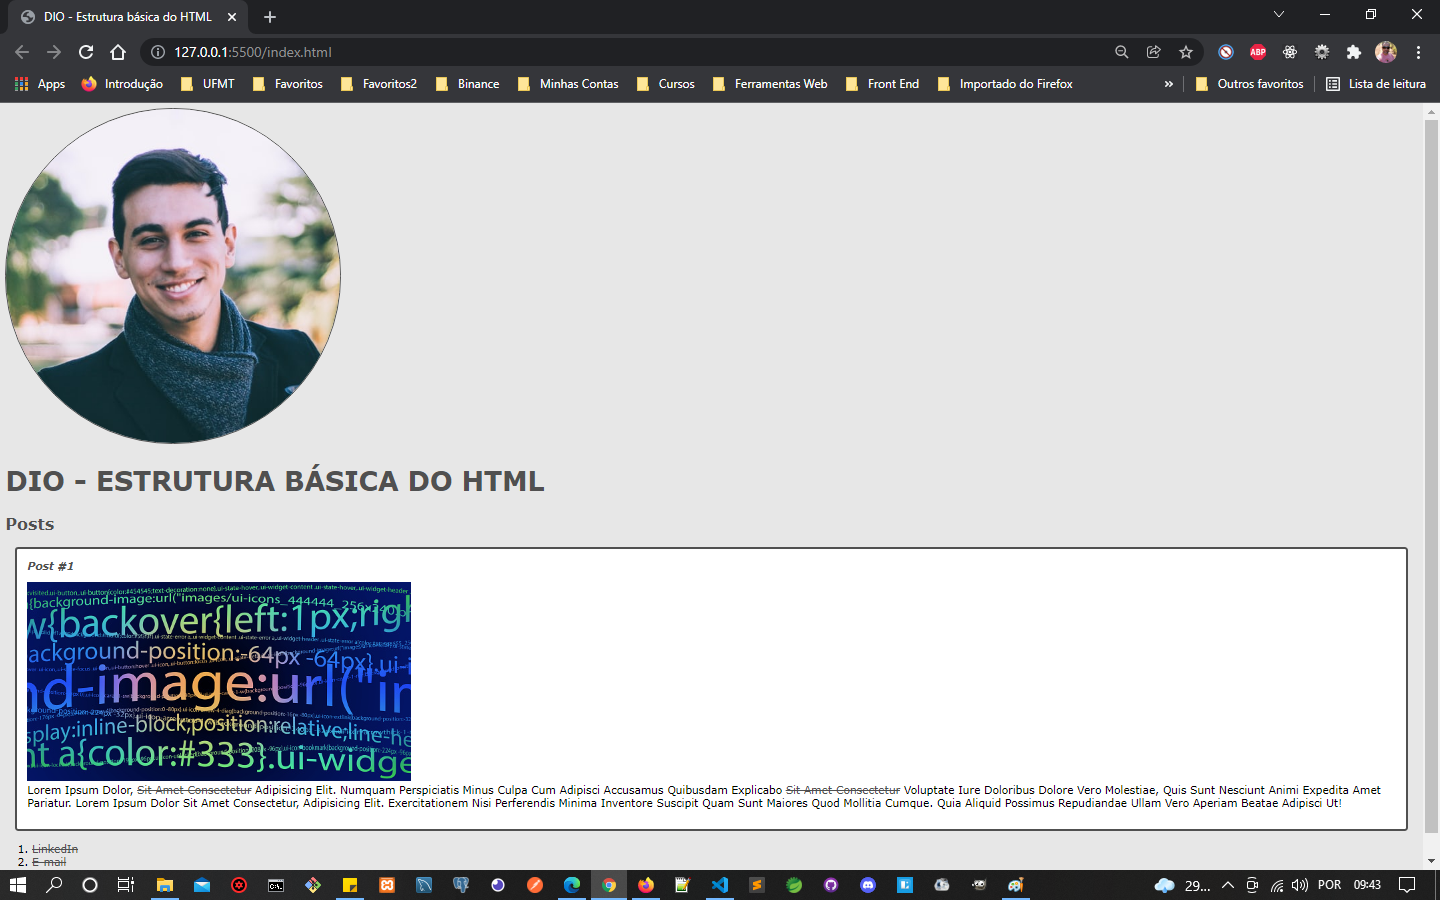 DIO - Estrutura básica do HTML
127.0.0.1:5500/index.html
ABP
Apps Introdução UFMT Favoritos Favoritos2 Binance Minhas Contas Cursos Ferramentas Web Front End Importado do Firefox » Outros favoritos Lista de leitura
DIO - ESTRUTURA BÁSICA DO HTML
Posts
Post #1
{background-image:url("images/ui-icons_444444_256x240.p
w{backover{left:1px;righ
ackground-position:-64px -64px}.ui-i
nd-image:url("in
splay:inline-block;position:relative;line-he
nt a{color:#333}.ui-widge
Lorem Ipsum Dolor, Sit Amet Consectetur Adipisicing Elit. Numquam Perspiciatis Minus Culpa Cum Adipisci Accusamus Quibusdam Explicabo Sit Amet Consectetur Voluptate Iure Doloribus Dolore Vero Molestiae, Quis Sunt Nesciunt Animi Expedita Amet
Pariatur. Lorem Ipsum Dolor Sit Amet Consectetur, Adipisicing Elit. Exercitationem Nisi Perferendis Minima Inventore Suscipit Quam Sunt Maiores Quod Mollitia Cumque. Quia Aliquid Possimus Repudiandae Ullam Vero Aperiam Beatae Adipisci Ut!
1. LinkedIn
2. E-mail
29... POR 09:43